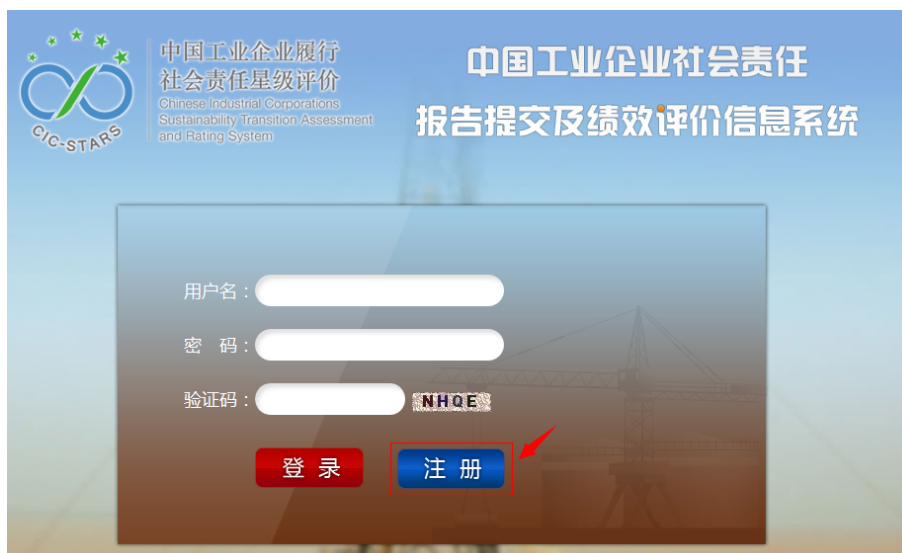 中国工业企业履行
社会责任星级评价
Chinese Industrial Corporations
Sustainability Transition Assessment
and Rating System
CIC-STARS
中国工业企业社会责任
报告提交及绩效评价信息系统
用户名：
密 码：
验证码：
NHQE
登 录
注 册